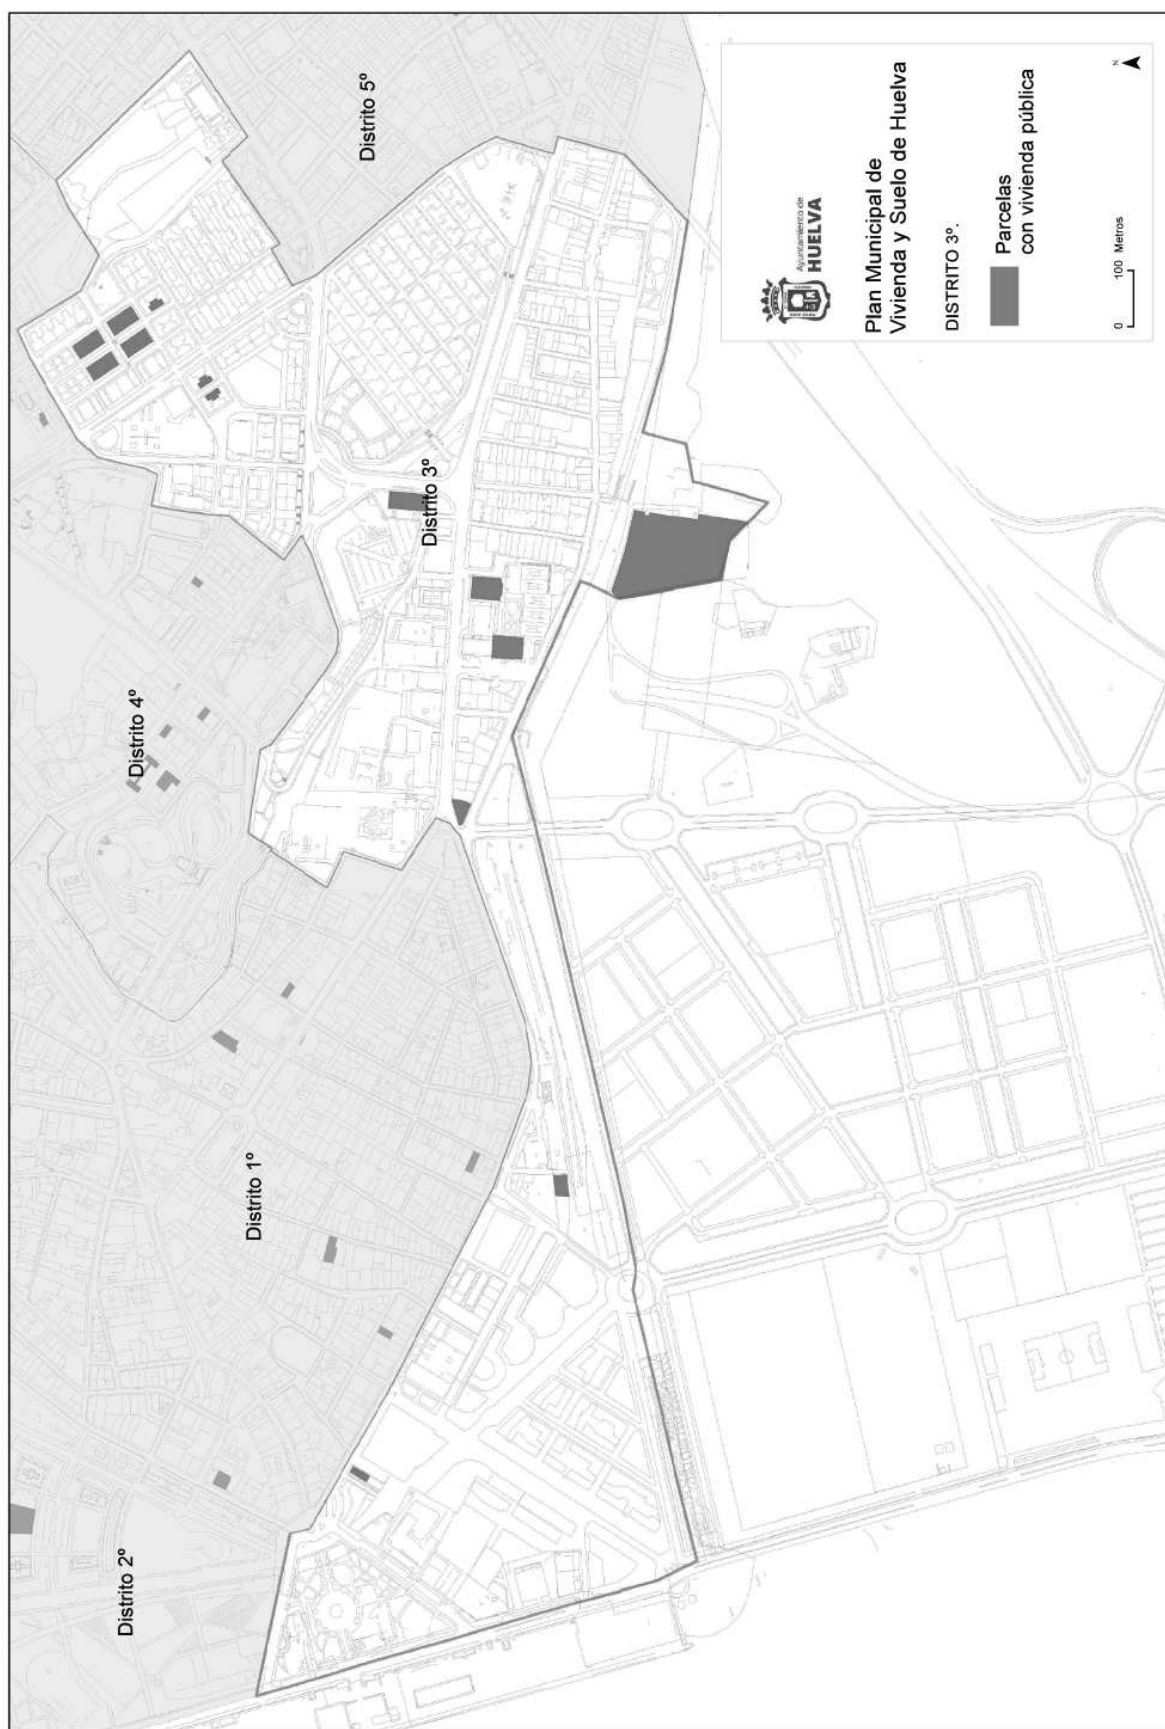 Distrito 5º
Distrito 4º
Distrito 3º
Distrito 1º
Distrito 2º
Ayuntamiento de
HUELVA
Plan Municipal de
Vivienda y Suelo de Huelva
DISTRITO 3º.
Parcelas
con vivienda pública
0 100 Metros
N